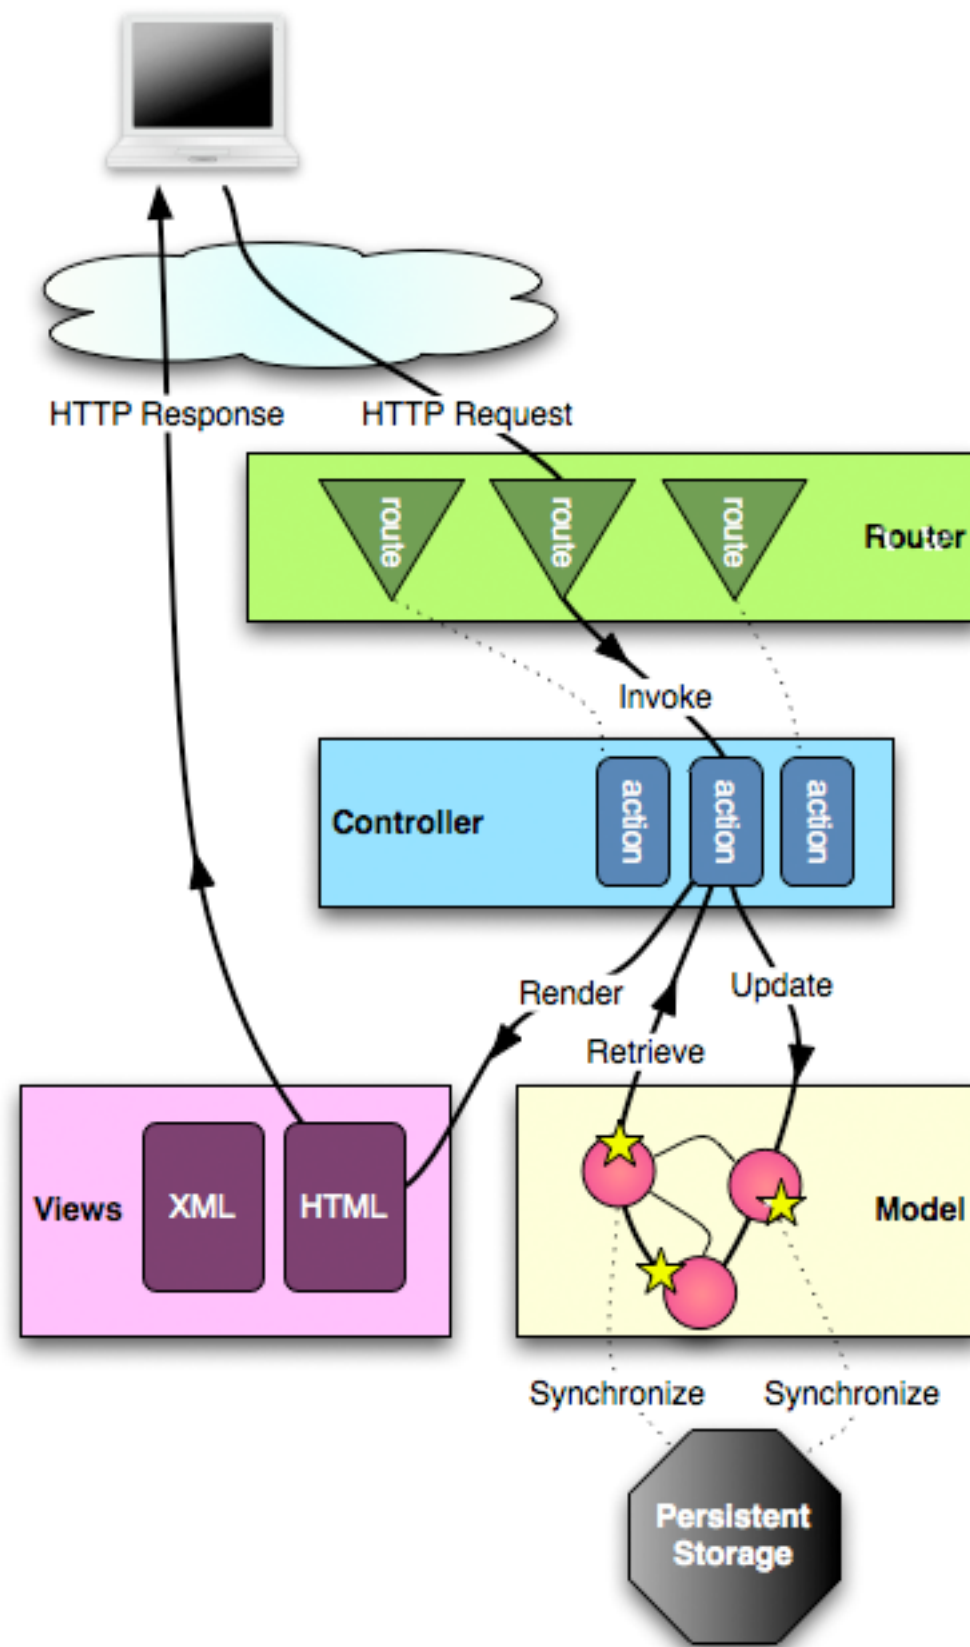 HTTP Response
HTTP Request
route
route
route
Router
Invoke
Controller
action
action
action
Render
Update
Retrieve
Views
XML
HTML
Model
Synchronize
Synchronize
Persistent
Storage